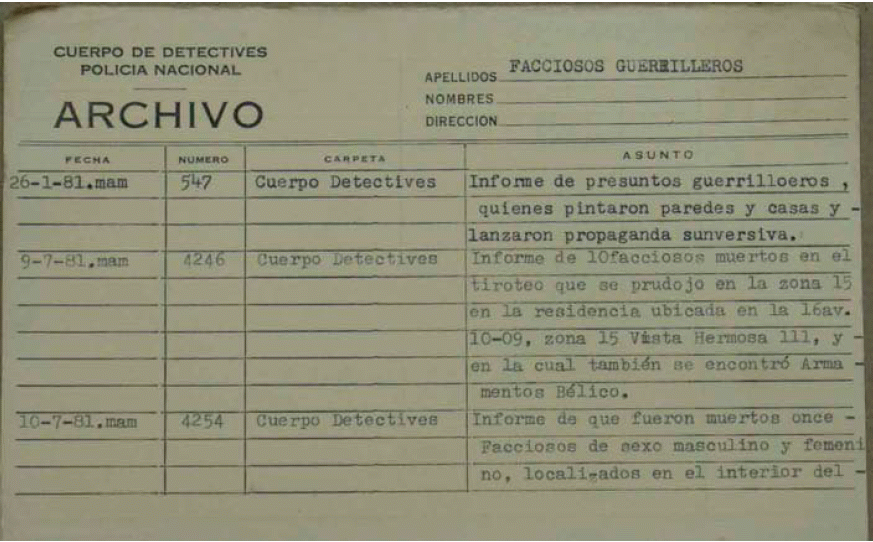 CUERPO DE DETECTIVES
POLICIA NACIONAL
ARCHIVO
APELLIDOS FACCIOSOS GUERRILLEROS
NOMBRES
DIRECCION
FECHA NUMERO CARPETA ASUNTO
26-1-81.mam 547 Cuerpo Detectives Informe de presuntos guerrilloeros ,
quienes pintaron paredes y casas y -
lanzaron propaganda sunversiva.
9-7-81.mam 4246 Cuerpo Detectives Informe de 10facciosos muertos en el
tiroteo que se prudojo en la zona 15
en la residencia ubicada en la 16av.
10-09, zona 15 Vista Hermosa 111, y -
en la cual también se encontró Arma -
mentos Bélico.
10-7-81.mam 4254 Cuerpo Detectives Informe de que fueron muertos once -
Facciosos de sexo masculino y femeni
no, localizados en el interior del -